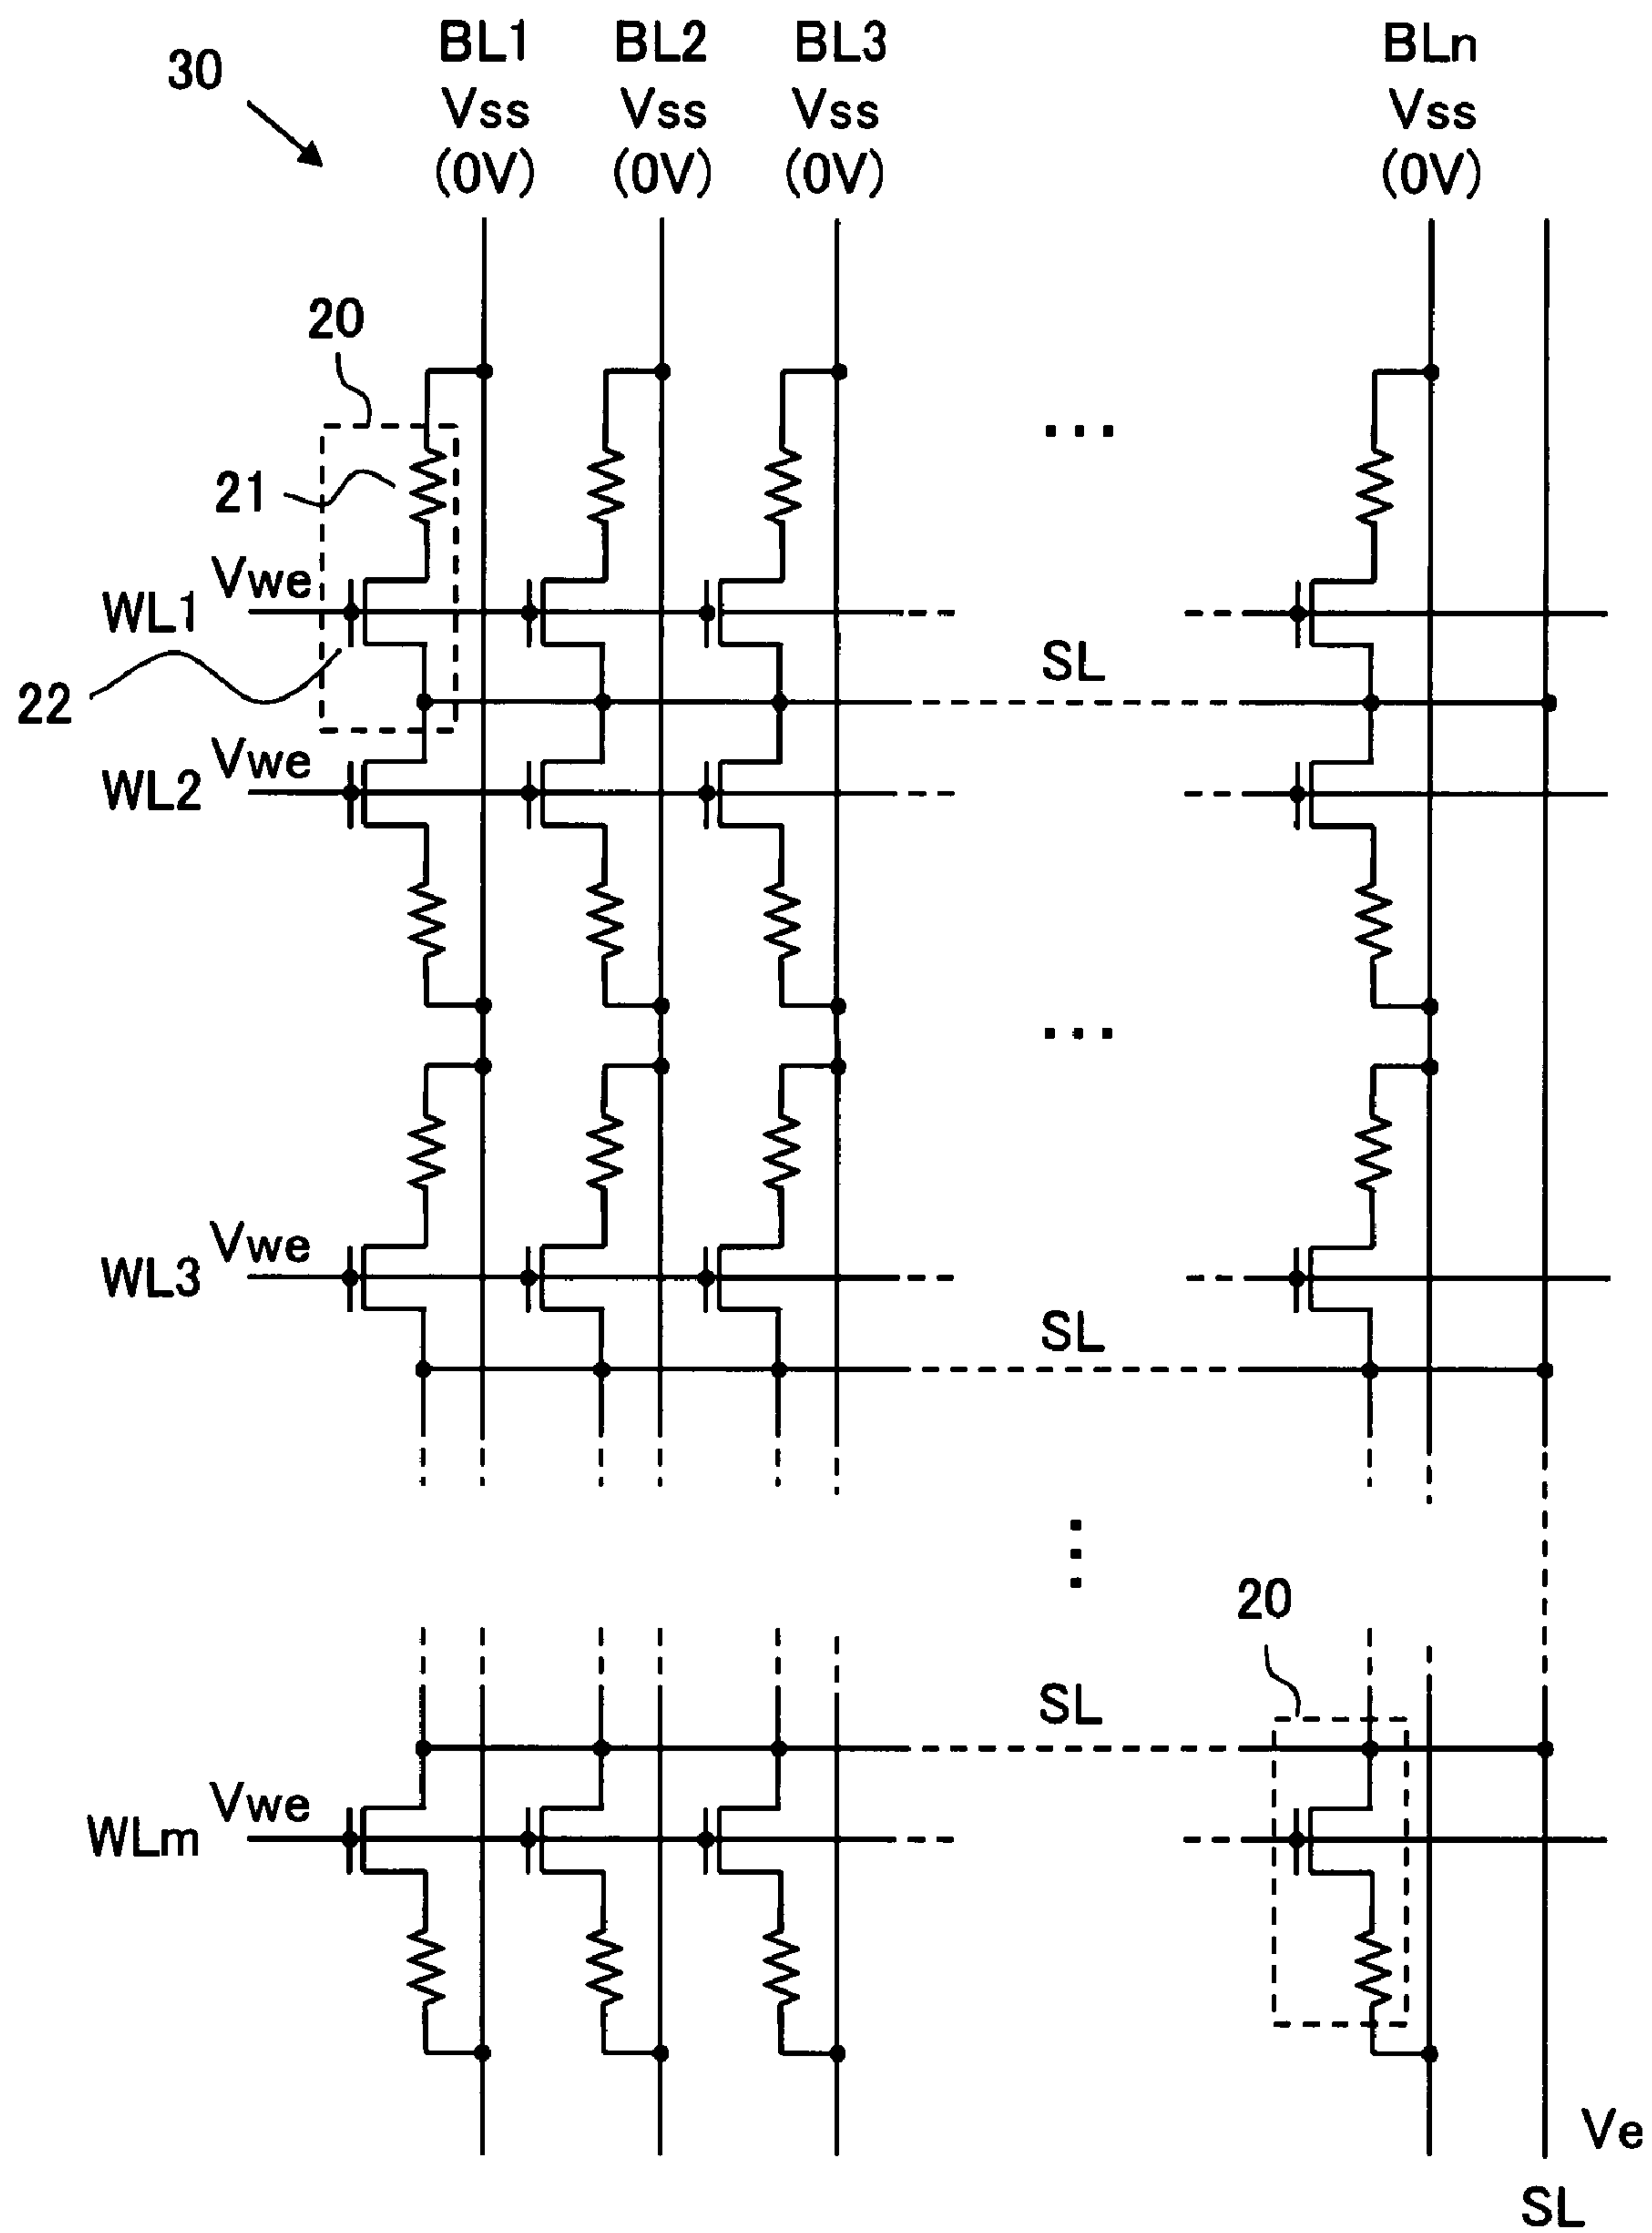 30
BL1 BL2 BL3 BLn
Vss Vss Vss Vss
(0V) (0V) (0V) (0V)
20
21
Vwe
WL1
SL
22
Vwe
WL2
Vwe
WL3
SL
20
SL
Vwe
WLm
Ve
SL